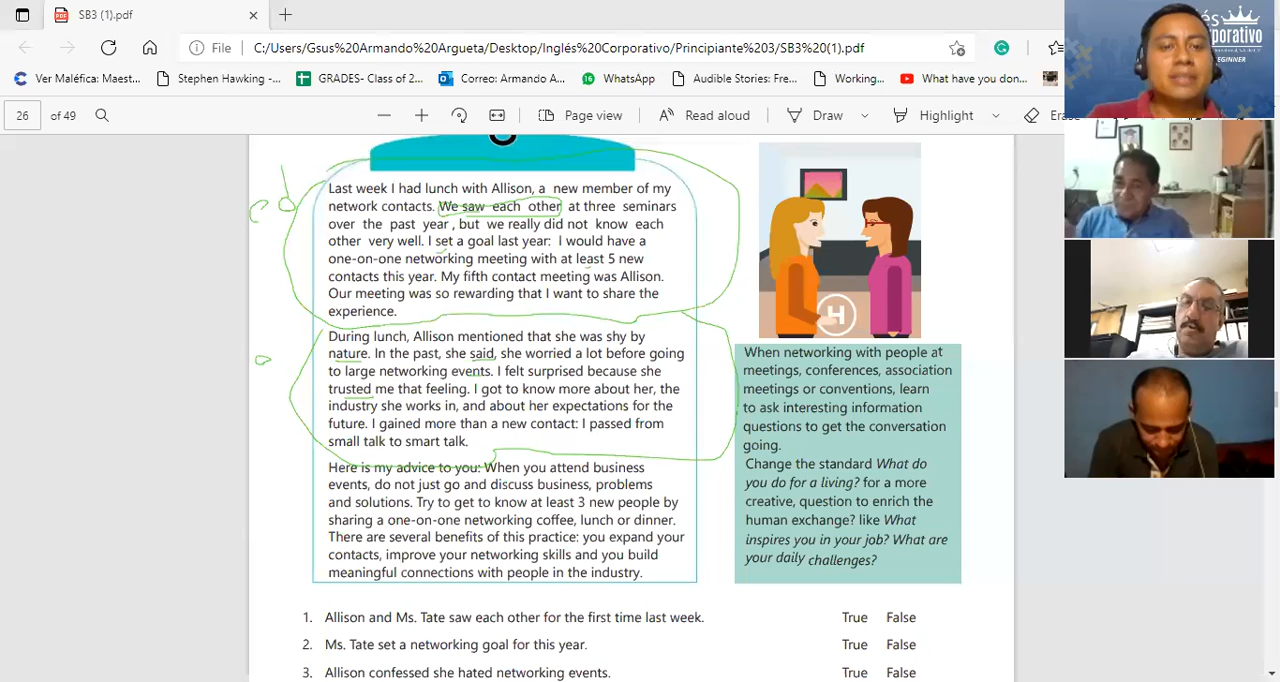 SB3 (1).pdf
File
C:/Users/Gsus%20Armando%20Argueta/Desktop/Inglés%20Corporativo/Principiante%203/SB3%20(1).pdf
Ver Maléfica: Maest...
Stephen Hawking -...
GRADES- Class of 2...
Correo: Armando A...
WhatsApp
Audible Stories: Fre...
Working...
What have you don...
26 of 49
Page view
Read aloud
Draw
Highlight
Erase
és
rporativo
EGINNER
Last week I had lunch with Allison, a new member of my
network contacts. We saw each other at three seminars
over the past year , but we really did not know each
other very well. I set a goal last year: I would have a
one-on-one networking meeting with at least 5 new
contacts this year. My fifth contact meeting was Allison.
Our meeting was so rewarding that I want to share the
experience.
During lunch, Allison mentioned that she was shy by
nature. In the past, she said, she worried a lot before going
to large networking events. I felt surprised because she
trusted me that feeling. I got to know more about her, the
industry she works in, and about her expectations for the
future. I gained more than a new contact: I passed from
small talk to smart talk.
Here is my advice to you: When you attend business
events, do not just go and discuss business, problems
and solutions. Try to get to know at least 3 new people by
sharing a one-on-one networking coffee, lunch or dinner.
There are several benefits of this practice: you expand your
contacts, improve your networking skills and you build
meaningful connections with people in the industry.
H
When networking with people at
meetings, conferences, association
meetings or conventions, learn
to ask interesting information
questions to get the conversation
going.
Change the standard What do
you do for a living? for a more
creative, question to enrich the
human exchange? like What
inspires you in your job? What are
your daily challenges?
1. Allison and Ms. Tate saw each other for the first time last week. True False
2. Ms. Tate set a networking goal for this year. True False
3. Allison confessed she hated networking events. True False